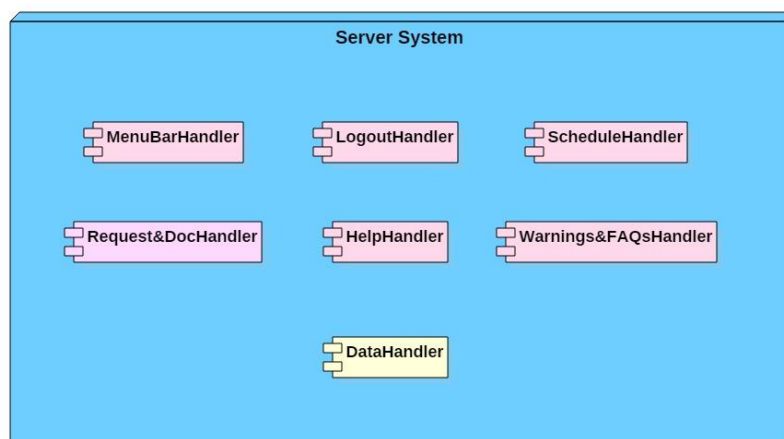 Server System
MenuBarHandler
LogoutHandler
ScheduleHandler
Request&DocHandler
HelpHandler
Warnings&FAQsHandler
DataHandler